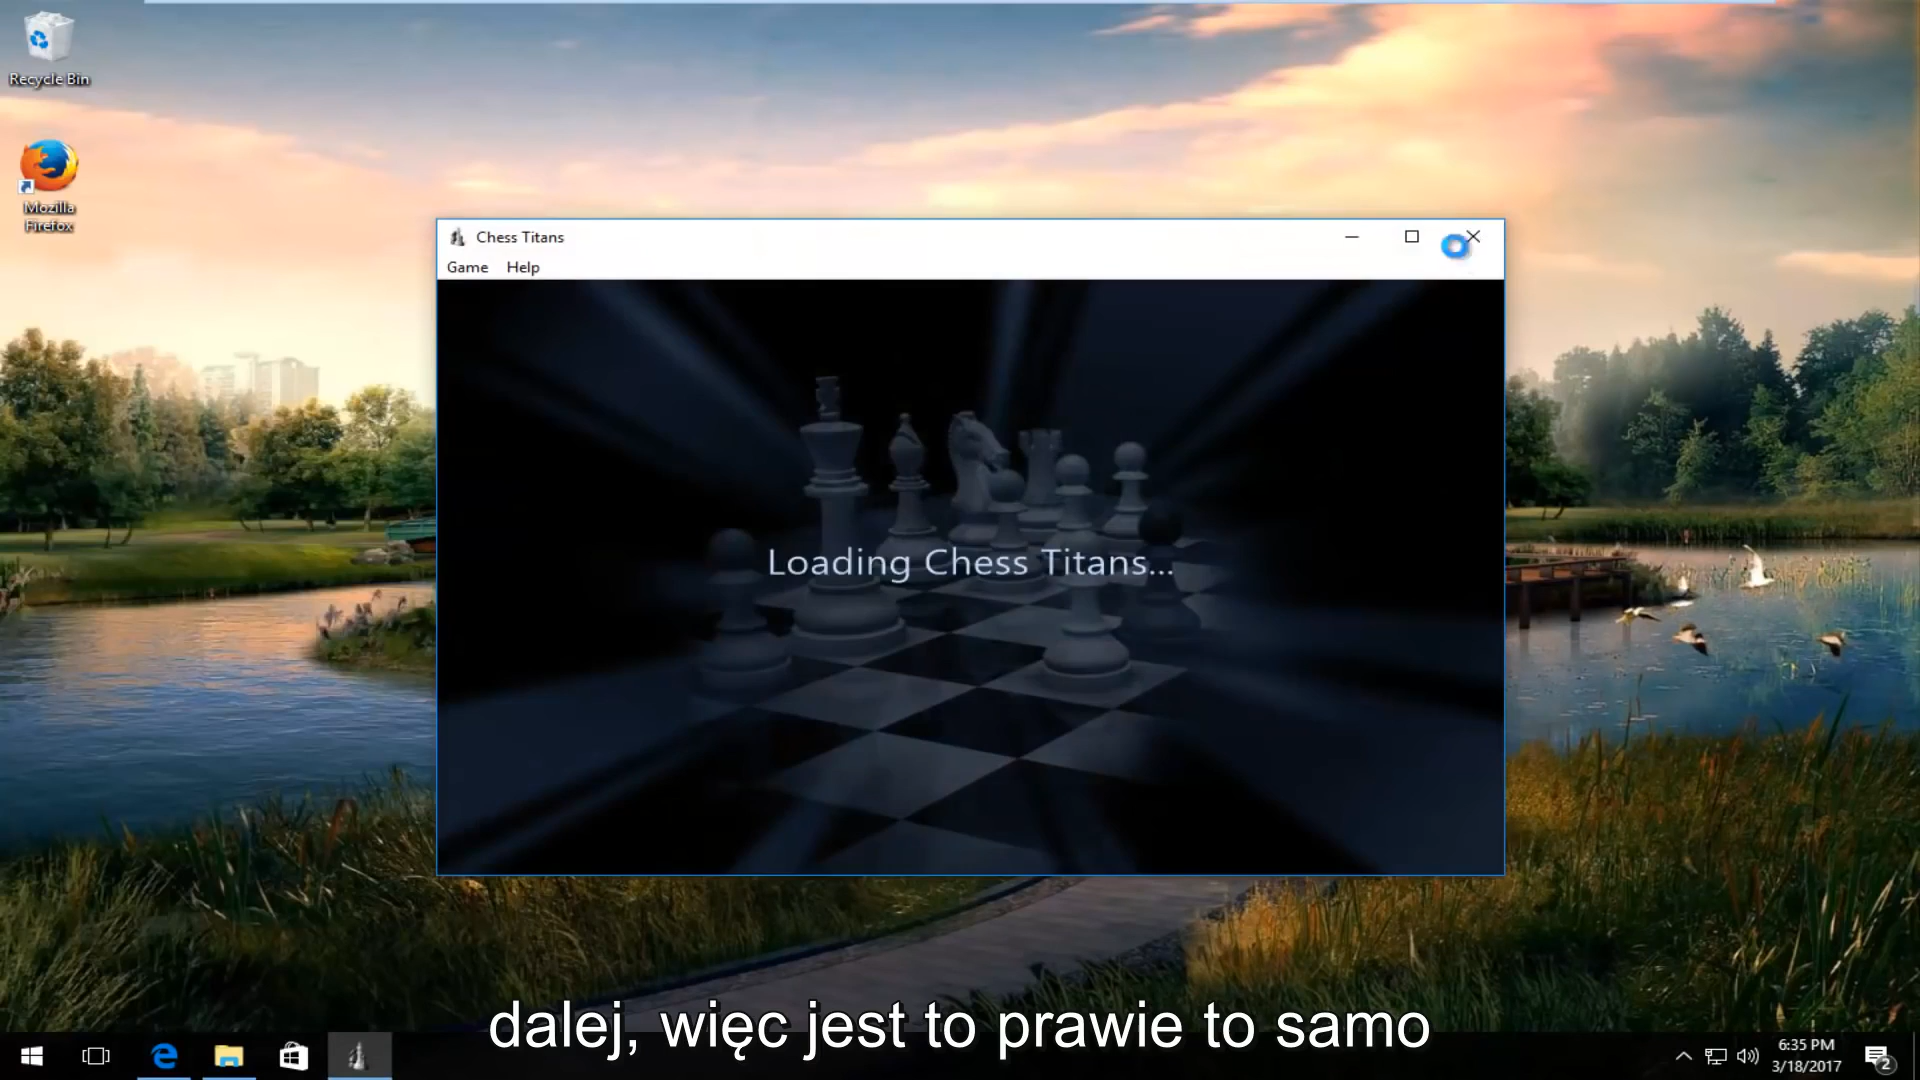 Recycle Bin
Mozilla
Firefox
Chess Titans
Game Help
Loading Chess Titans...
dalej, więc jest to prawie to samo
6:35 PM
3/18/2017
2